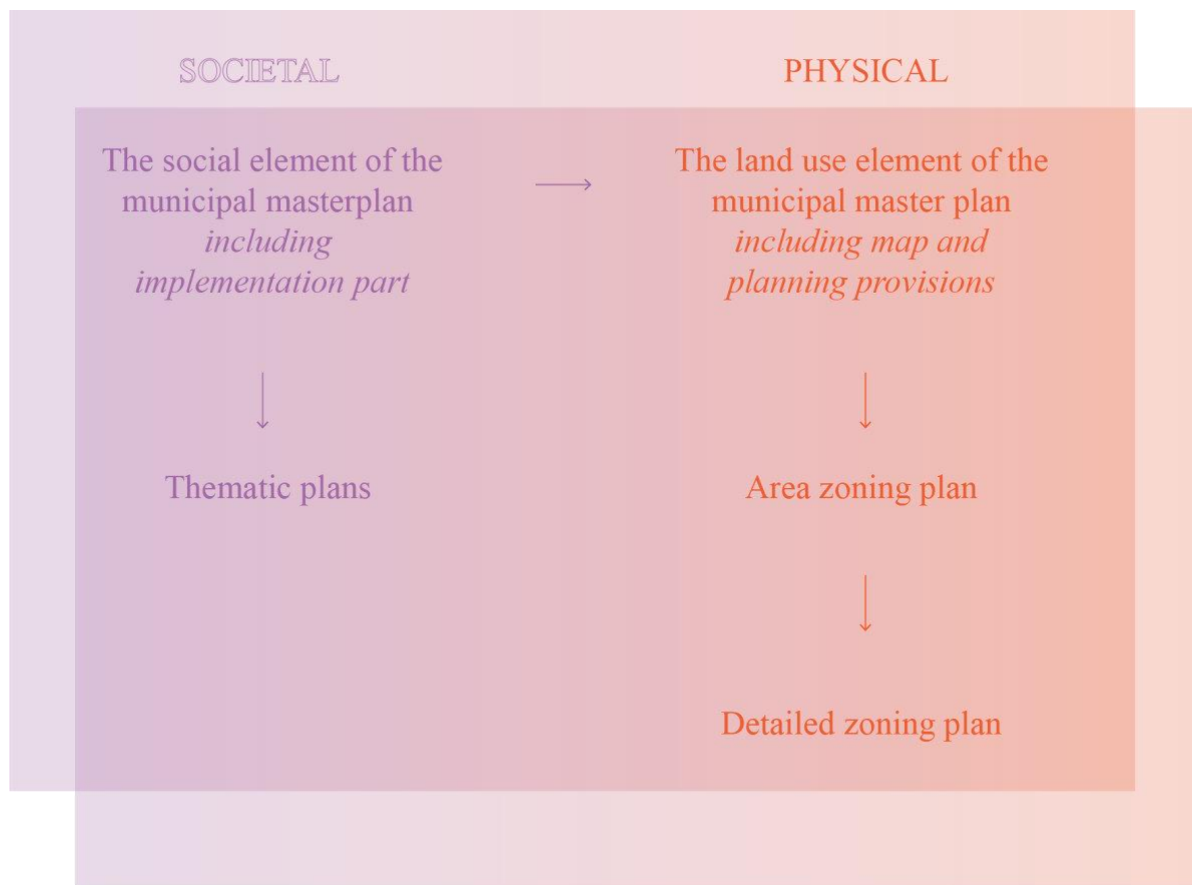 SOCIETAL
PHYSICAL
The social element of the
municipal masterplan
including
implementation part
The land use element of the
municipal master plan
including map and
planning provisions
Thematic plans
Area zoning plan
Detailed zoning plan